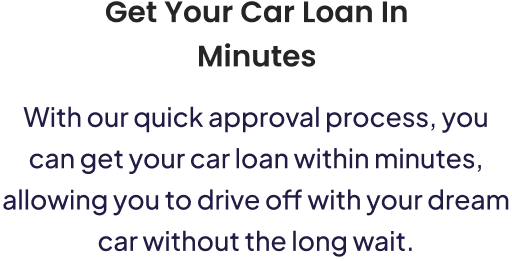 Get Your Car Loan In
Minutes
With our quick approval process, you
can get your car loan within minutes,
allowing you to drive off with your dream
car without the long wait.